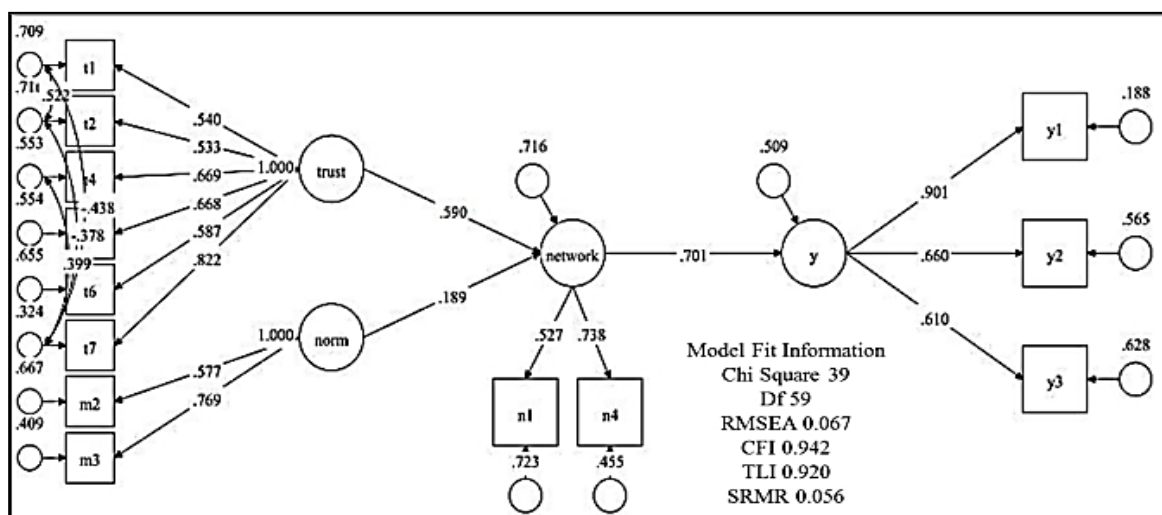 .709
t1
.71t
.522
t2
.553
t4
.554
-.438
-.378
.655
.399
t6
.324
t7
.667
m2
.409
m3
.540
.533
1.000
trust
.669
.668
.587
.822
.590
1.000
norm
.189
.577
.769
.716
network
.527
.738
n1
n4
.723
.455
.701
.509
y
.901
.660
.610
.188
y1
.565
y2
.628
y3
Model Fit Information
Chi Square 39
Df 59
RMSEA 0.067
CFI 0.942
TLI 0.920
SRMR 0.056